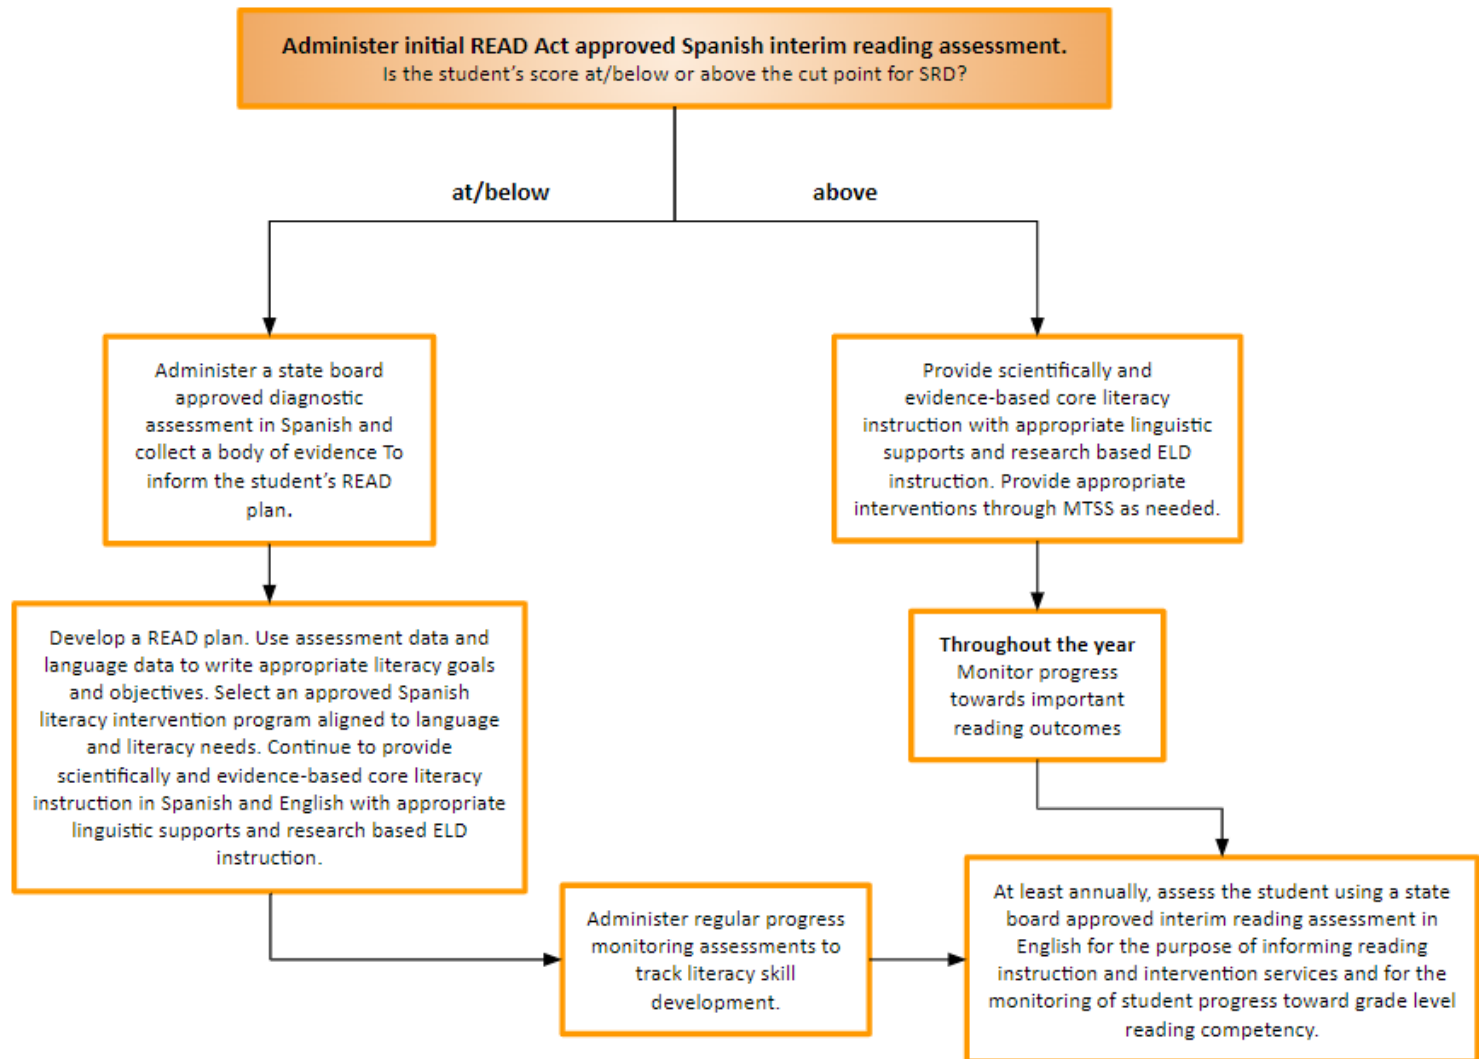 Administer initial READ Act approved Spanish interim reading assessment.
Is the student's score at/below or above the cut point for SRD?
at/below
above
Administer a state board
approved diagnostic
assessment in Spanish and
collect a body of evidence To
inform the student's READ
plan.
Provide scientifically and
evidence-based core literacy
instruction with appropriate linguistic
supports and research based ELD
instruction. Provide appropriate
interventions through MTSS as needed.
Develop a READ plan. Use assessment data and
language data to write appropriate literacy goals
and objectives. Select an approved Spanish
literacy intervention program aligned to language
and literacy needs. Continue to provide
scientifically and evidence-based core literacy
instruction in Spanish and English with appropriate
linguistic supports and research based ELD
instruction.
Throughout the year
Monitor progress
towards important
reading outcomes
Administer regular progress
monitoring assessments to
track literacy skill
development.
At least annually, assess the student using a state
board approved interim reading assessment in
English for the purpose of informing reading
instruction and intervention services and for the
monitoring of student progress toward grade level
reading competency.